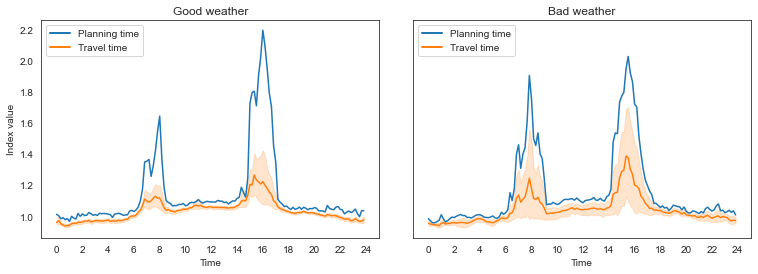 Good weather
Planning time
Travel time
Index value
2.2
2.0
1.8
1.6
1.4
1.2
1.0
0 2 4 6 8 10 12 14 16 18 20 22 24
Time
Bad weather
Planning time
Travel time
0 2 4 6 8 10 12 14 16 18 20 22 24
Time